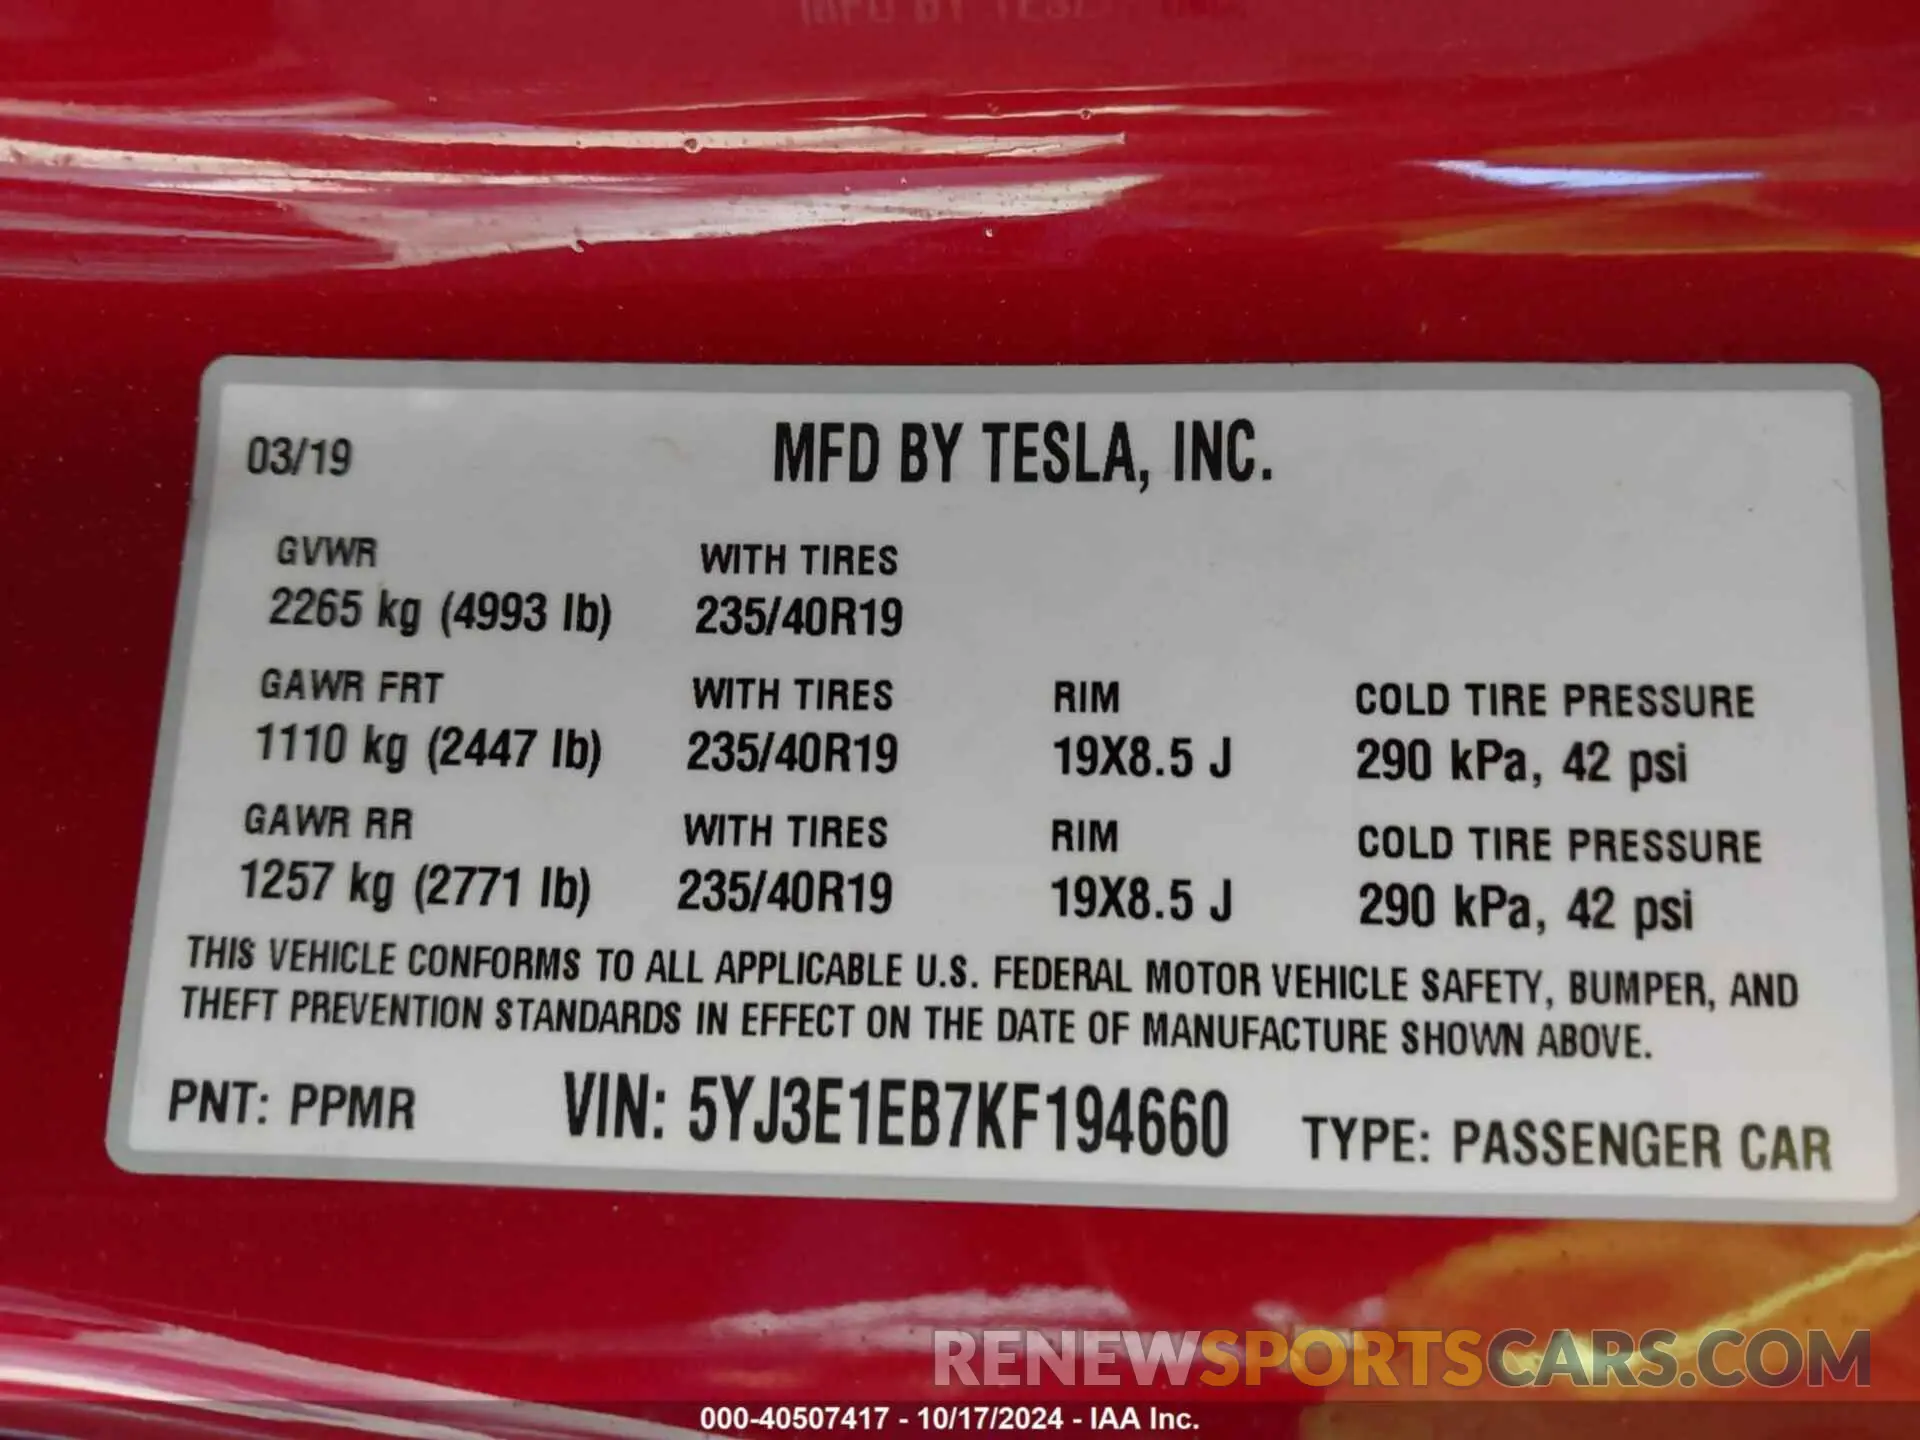 03/19
MFD BY TESLA, INC.
GVWR WITH TIRES
2265 kg (4993 lb) 235/40R19
GAWR FRT WITH TIRES RIM COLD TIRE PRESSURE
1110 kg (2447 lb) 235/40R19 19X8.5 J 290 kPa, 42 psi
GAWR RR WITH TIRES RIM COLD TIRE PRESSURE
1257 kg (2771 lb) 235/40R19 19X8.5 J 290 kPa, 42 psi
THIS VEHICLE CONFORMS TO ALL APPLICABLE U.S. FEDERAL MOTOR VEHICLE SAFETY, BUMPER, AND
THEFT PREVENTION STANDARDS IN EFFECT ON THE DATE OF MANUFACTURE SHOWN ABOVE.
PNT: PPMR VIN: 5YJ3E1EB7KF194660 TYPE: PASSENGER CAR
RENEWSPORTSCARS.COM
000-40507417 - 10/17/2024 - IAA Inc.